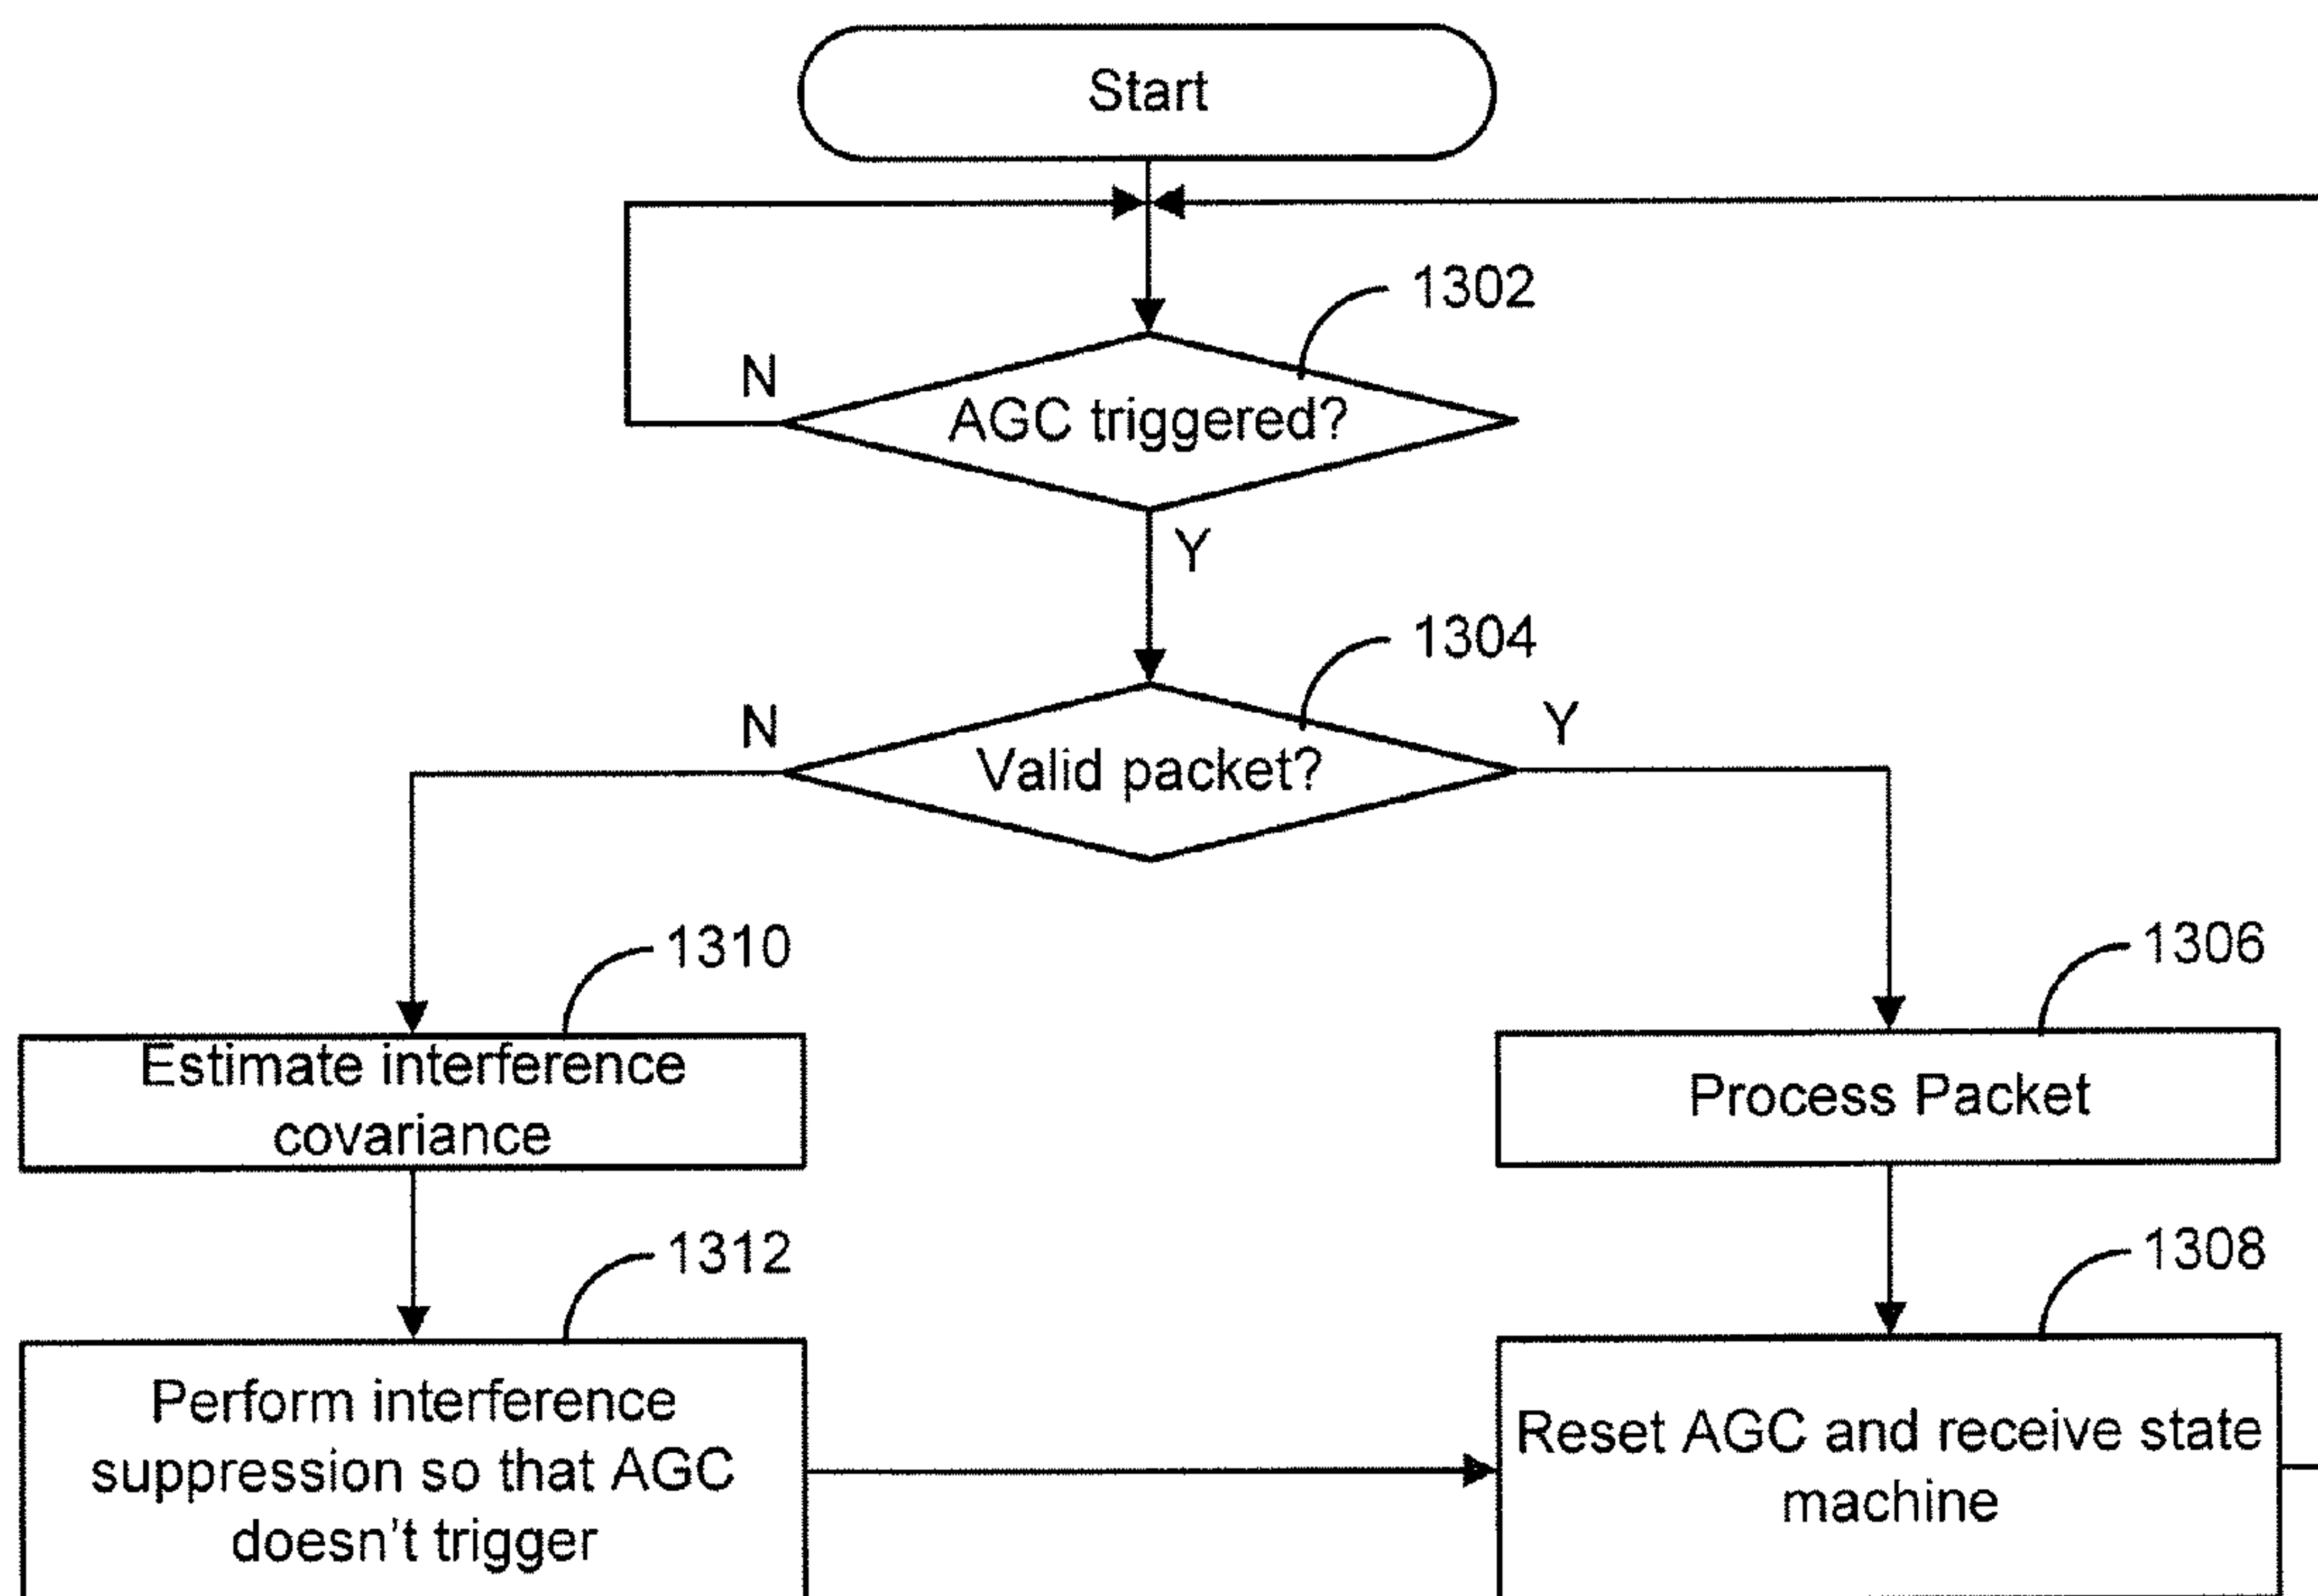 Start
1302
N
AGC triggered?
Y
1304
N
Y
Valid packet?
1310
1306
Estimate interference
covariance
Process Packet
1312
1308
Perform interference
suppression so that AGC
doesn't trigger
Reset AGC and receive state
machine